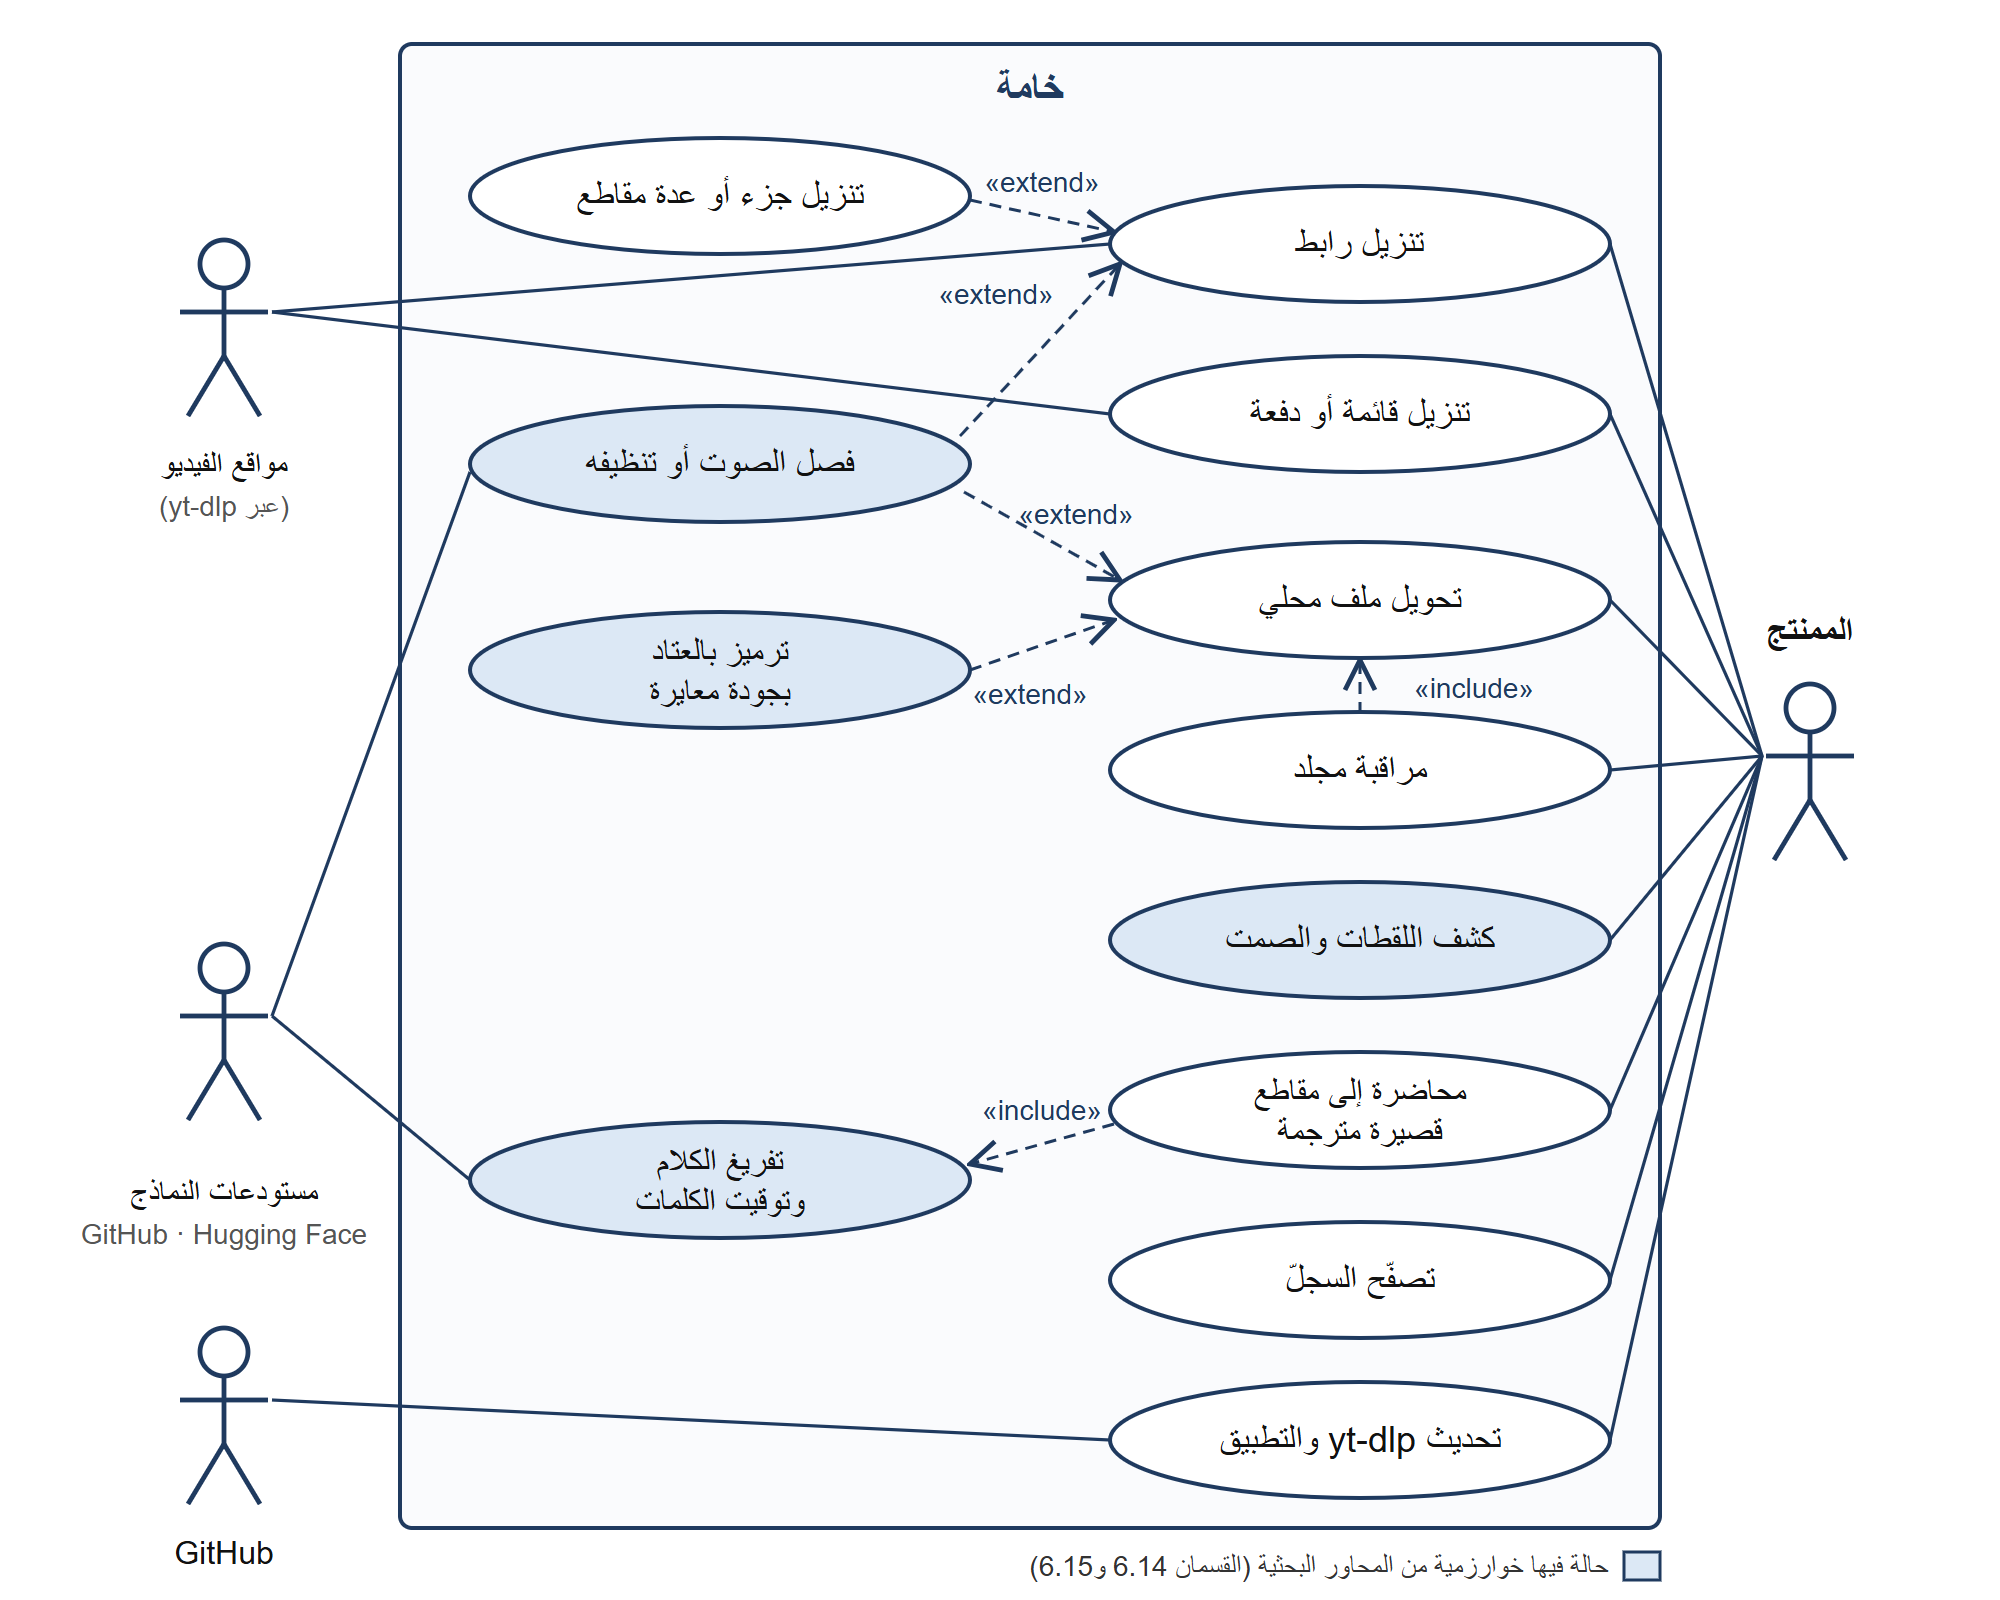 خامة
تنزيل جزء أو عدة مقاطع
«extend»
تنزيل رابط
«extend»
تنزيل قائمة أو دفعة
مواقع الفيديو
(عبر yt-dlp)
فصل الصوت أو تنظيفه
«extend»
تحويل ملف محلي
الممنتج
ترميز بالعتاد
بجودة معايرة
«extend»
«include»
مراقبة مجلد
كشف اللقطات والصمت
محاضرة إلى مقاطع
قصيرة مترجمة
«include»
تفريغ الكلام
وتوقيت الكلمات
مستودعات النماذج
GitHub · Hugging Face
تصفّح السجلّ
تحديث yt-dlp والتطبيق
GitHub
حالة فيها خوارزمية من المحاور البحثية (القسمان 6.14 و6.15)